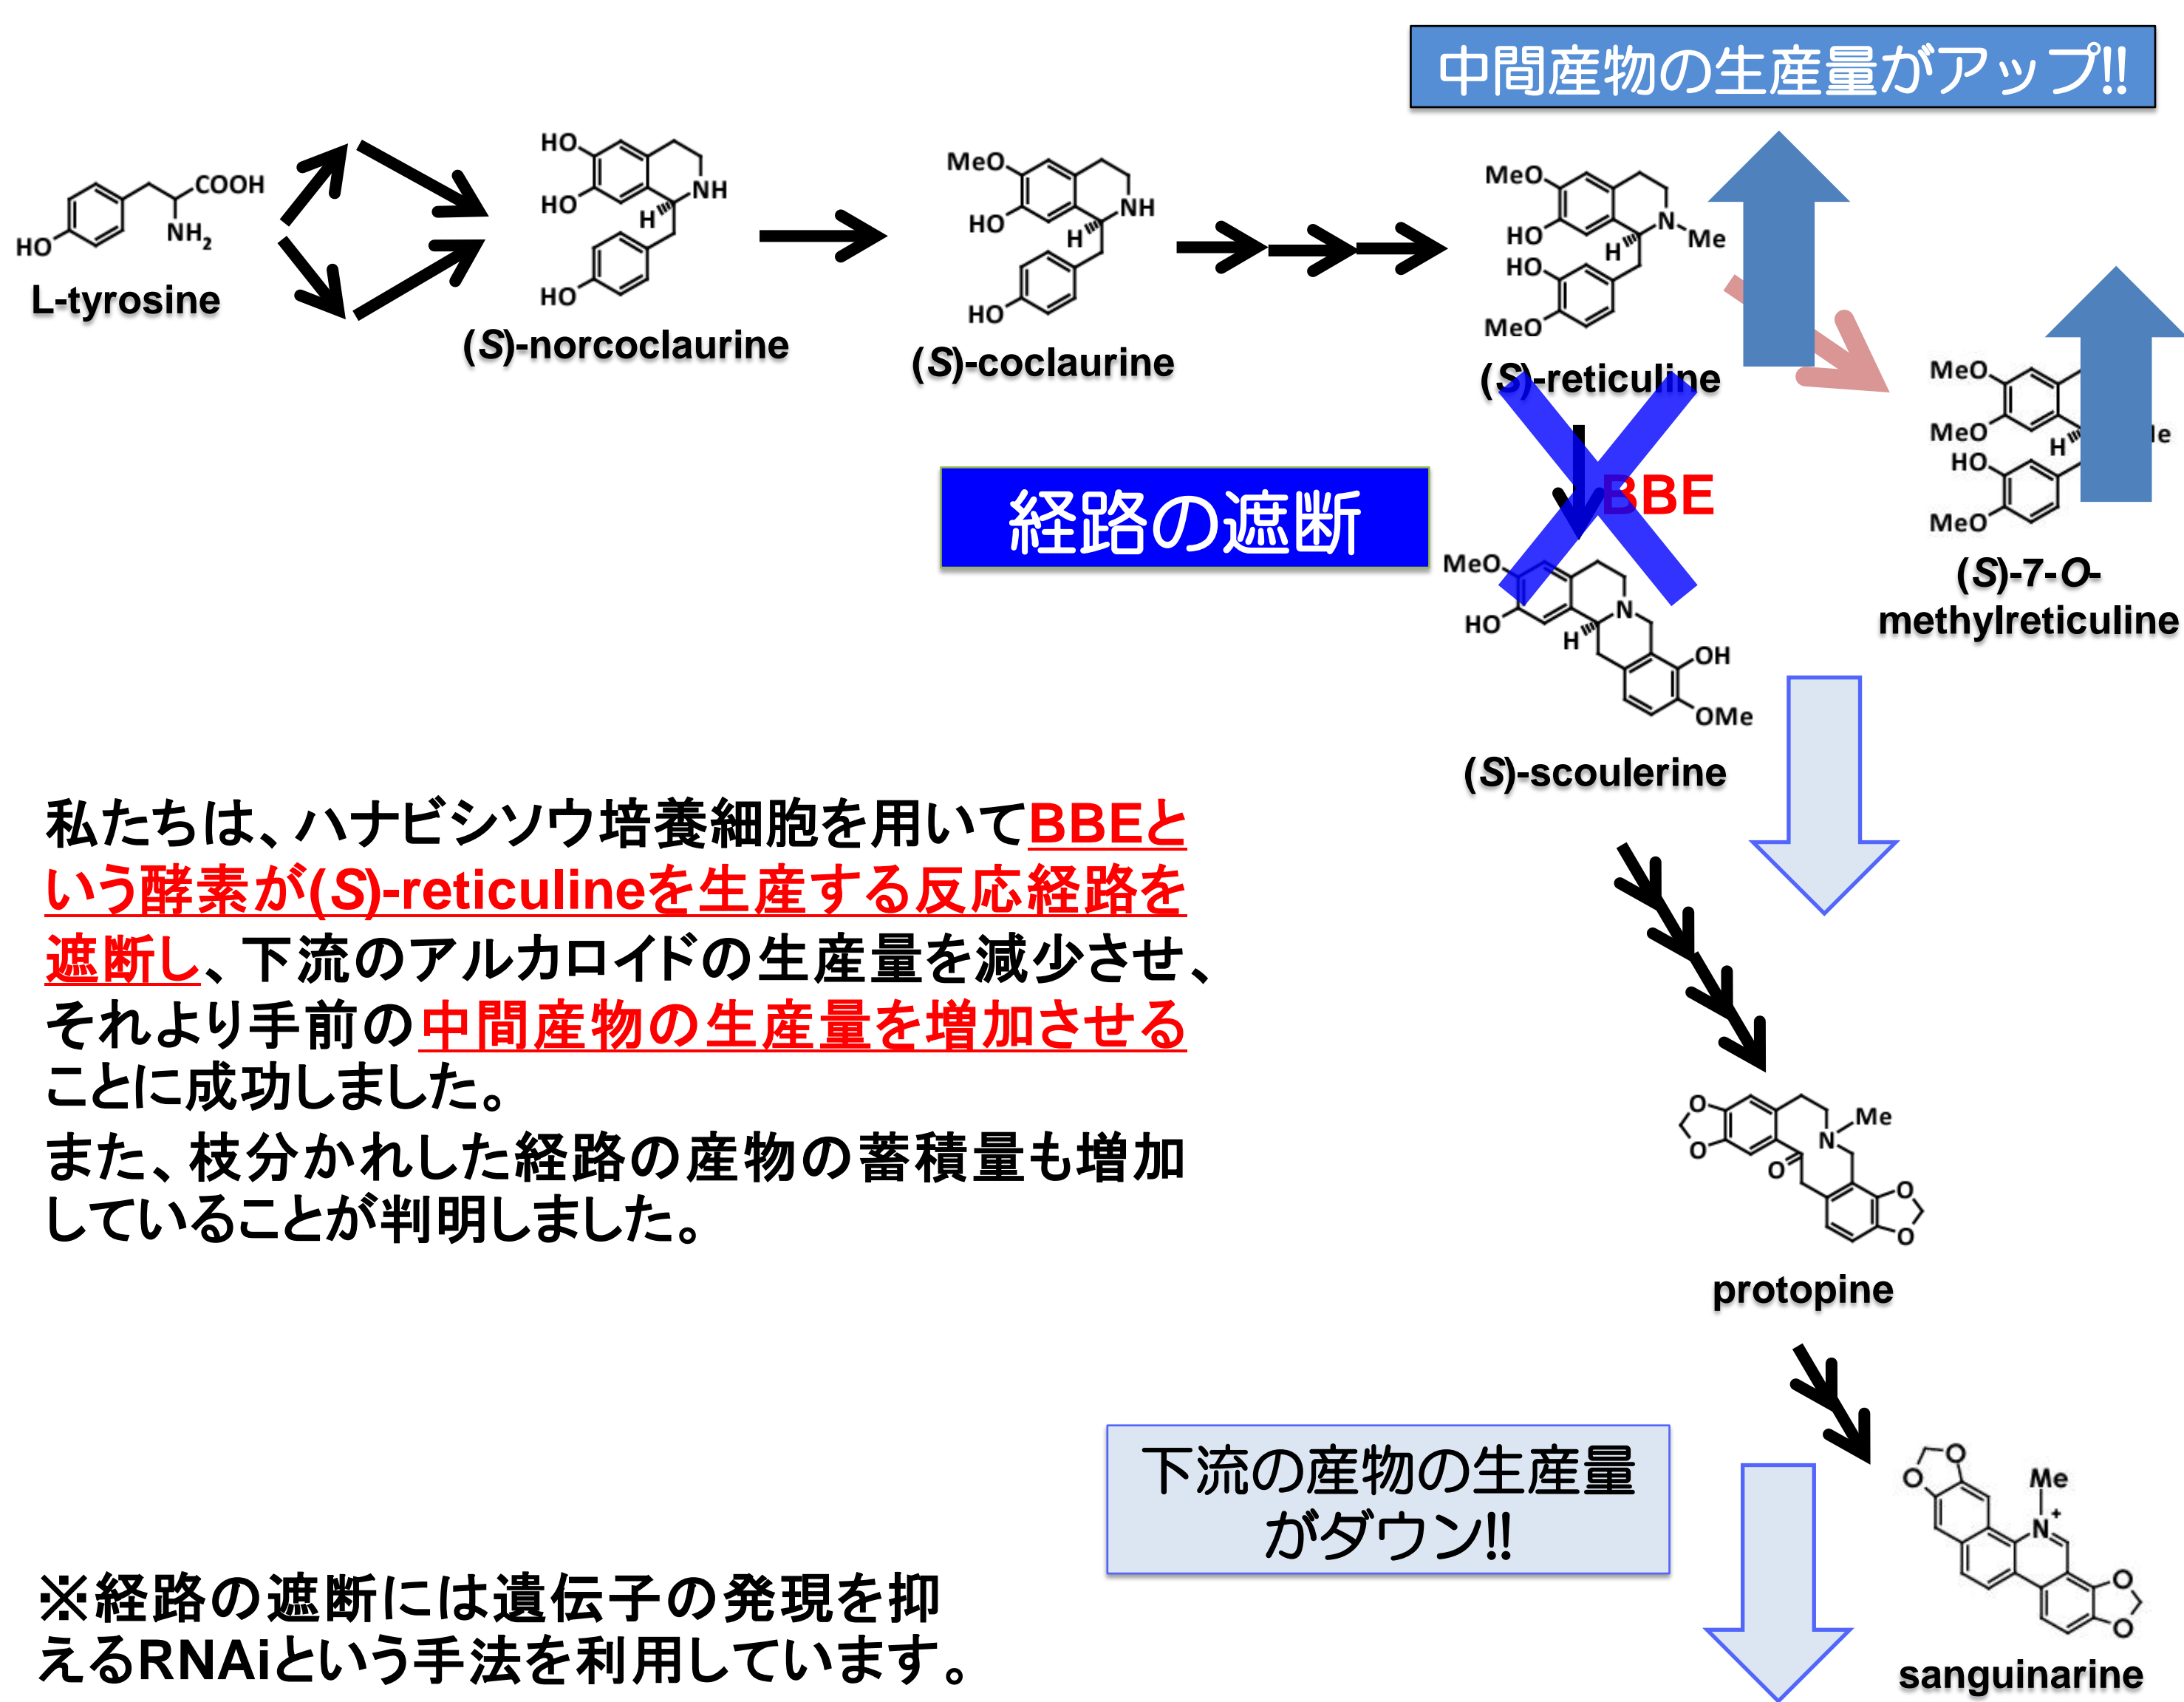 中間産物の生産量がアップ!!
COOH
NH2
HO
L-tyrosine
HO
HO
NH
H
HO
(S)-norcoclaurine
MeO
HO
NH
H
HO
(S)-coclaurine
MeO
HO
N
Me
H
HO
MeO
(S)-reticuline
MeO
MeO
H
HO
MeO
(S)-7-O-
methylreticuline
経路の遮断
BBE
MeO
HO
N
H
OH
OMe
(S)-scoulerine
私たちは、ハナビシソウ培養細胞を用いてBBEと
いう酵素が(S)-reticulineを生産する反応経路を
遮断し、下流のアルカロイドの生産量を減少させ、
それより手前の中間産物の生産量を増加させる
ことに成功しました。
また、枝分かれした経路の産物の蓄積量も増加
していることが判明しました。
O
O
N
Me
O
O
O
protopine
下流の産物の生産量
がダウン!!
O
O
Me
N+
O
O
sanguinarine
※経路の遮断には遺伝子の発現を抑
えるRNAiという手法を利用しています。